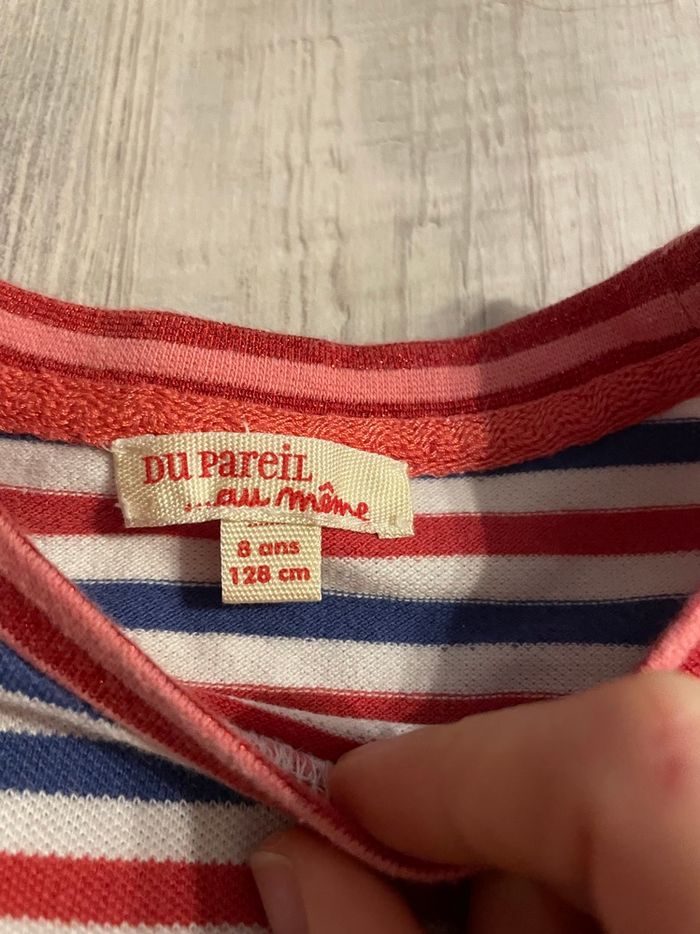 DU PareiL
...au même
8 ans
128 cm